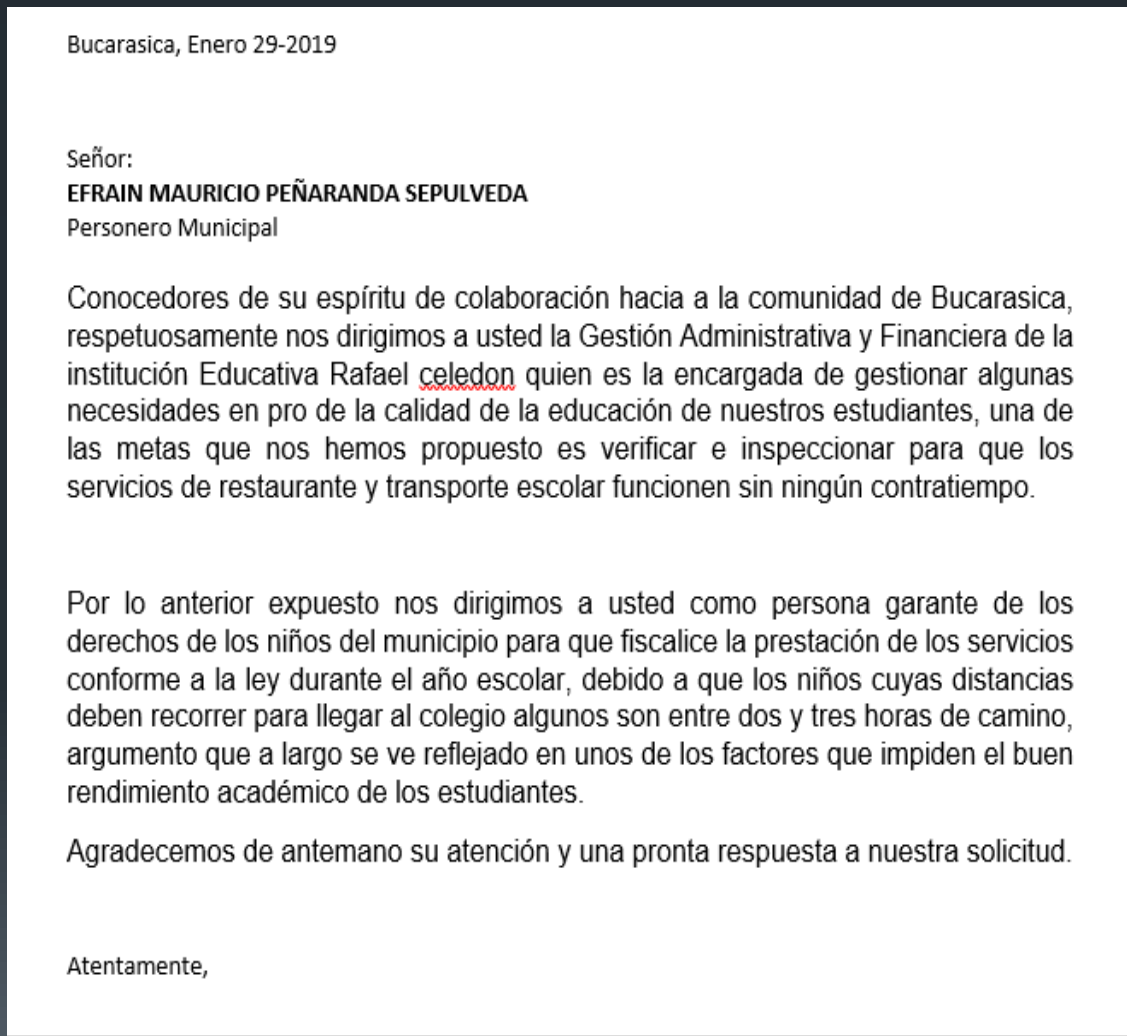 Bucarasica, Enero 29-2019
Señor:
EFRAIN MAURICIO PEÑARANDA SEPULVEDA
Personero Municipal
Conocedores de su espíritu de colaboración hacia a la comunidad de Bucarasica,
respetuosamente nos dirigimos a usted la Gestión Administrativa y Financiera de la
institución Educativa Rafael celedon quien es la encargada de gestionar algunas
necesidades en pro de la calidad de la educación de nuestros estudiantes, una de
las metas que nos hemos propuesto es verificar e inspeccionar para que los
servicios de restaurante y transporte escolar funcionen sin ningún contratiempo.
Por lo anterior expuesto nos dirigimos a usted como persona garante de los
derechos de los niños del municipio para que fiscalice la prestación de los servicios
conforme a la ley durante el año escolar, debido a que los niños cuyas distancias
deben recorrer para llegar al colegio algunos son entre dos y tres horas de camino,
argumento que a largo se ve reflejado en unos de los factores que impiden el buen
rendimiento académico de los estudiantes.
Agradecemos de antemano su atención y una pronta respuesta a nuestra solicitud.
Atentamente,